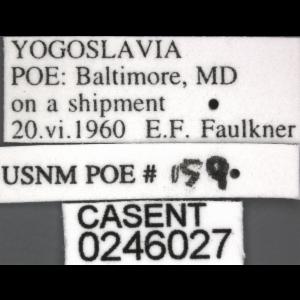 YOGOSLAVIA
POE: Baltimore, MD
on a shipment
20.vi.1960 E.F. Faulkner
USNM POE # 159
CASENT
0246027